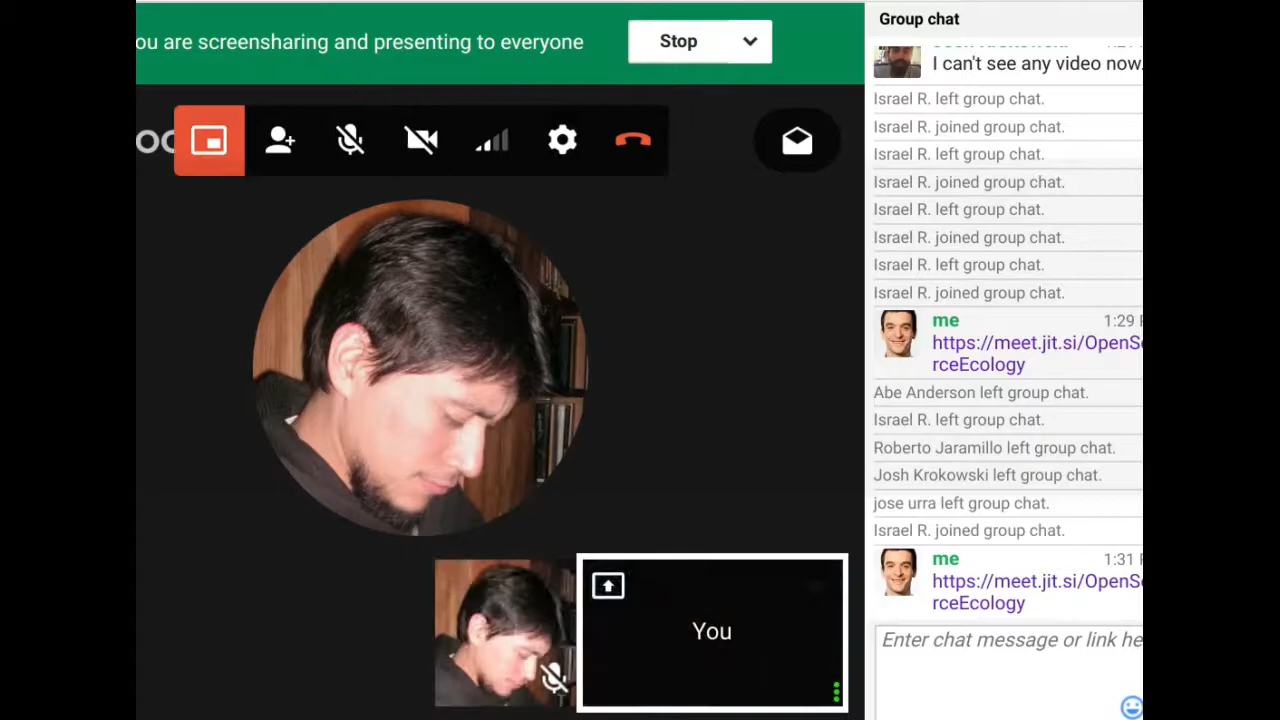 ou are screensharing and presenting to everyone
Stop
Group chat
I can't see any video now.
Israel R. left group chat.
Israel R. joined group chat.
Israel R. left group chat.
Israel R. joined group chat.
Israel R. left group chat.
Israel R. joined group chat.
Israel R. left group chat.
Israel R. joined group chat.
me 1:29
https://meet.jit.si/OpenS
rceEcology
Abe Anderson left group chat.
Israel R. left group chat.
Roberto Jaramillo left group chat.
Josh Krokowski left group chat.
jose urra left group chat.
Israel R. joined group chat.
me 1:31
https://meet.jit.si/OpenS
rceEcology
Enter chat message or link he
You